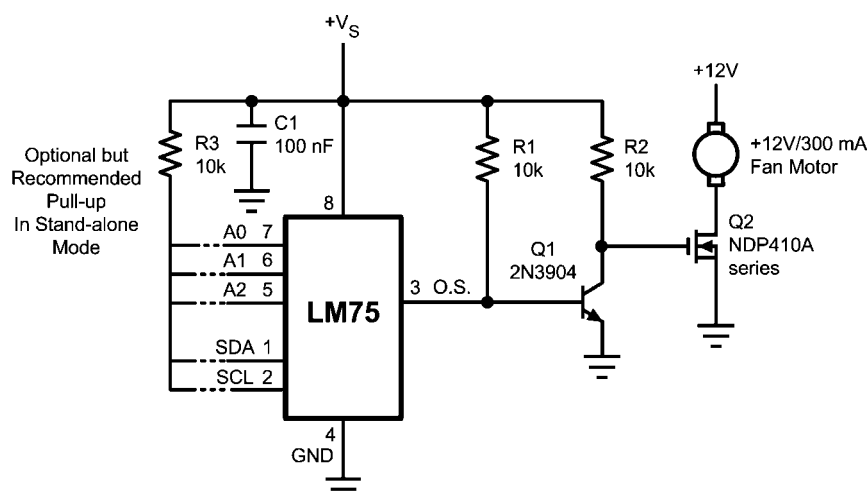 +VS
+12V
R3
10k
C1
100 nF
R1
10k
R2
10k
+12V/300 mA
Fan Motor
Optional but
Recommended
Pull-up
In Stand-alone
Mode
8
A0 7
A1 6
A2 5
SDA 1
SCL 2
LM75
3 O.S.
Q1
2N3904
Q2
NDP410A
series
4
GND